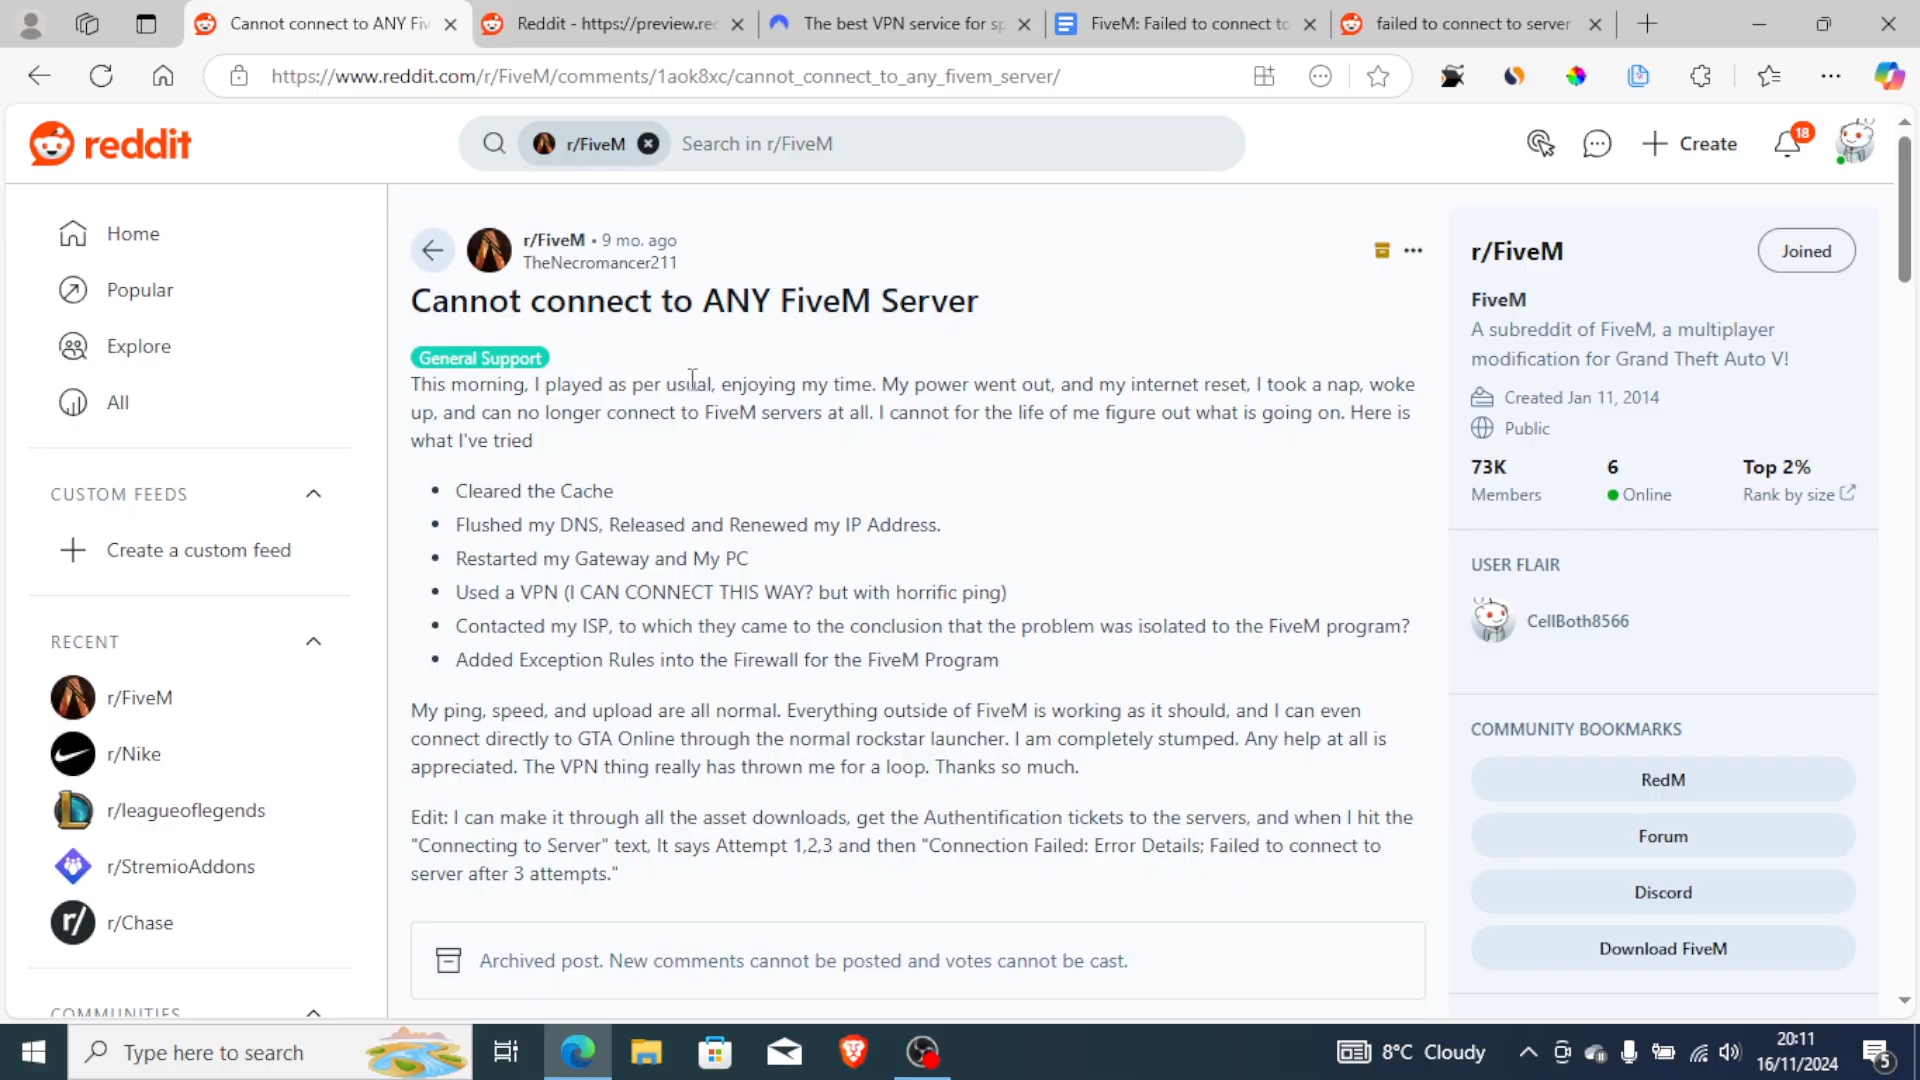 Cannot connect to ANY Fiv
Reddit - https://preview.rec
The best VPN service for sp
FiveM: Failed to connect to
failed to connect to server
https://www.reddit.com/r/FiveM/comments/1aok8xc/cannot_connect_to_any_fivem_server/
reddit
r/FiveM
Search in r/FiveM
Create
18
Home
Popular
Explore
All
CUSTOM FEEDS
Create a custom feed
RECENT
r/FiveM
r/Nike
r/leagueoflegends
r/StremioAddons
r/Chase
COMMUNITIES
r/FiveM • 9 mo. ago
TheNecromancer211
Cannot connect to ANY FiveM Server
General Support
This morning, I played as per usual, enjoying my time. My power went out, and my internet reset, I took a nap, woke
up, and can no longer connect to FiveM servers at all. I cannot for the life of me figure out what is going on. Here is
what I've tried
• Cleared the Cache
• Flushed my DNS, Released and Renewed my IP Address.
• Restarted my Gateway and My PC
• Used a VPN (I CAN CONNECT THIS WAY? but with horrific ping)
• Contacted my ISP, to which they came to the conclusion that the problem was isolated to the FiveM program?
• Added Exception Rules into the Firewall for the FiveM Program
My ping, speed, and upload are all normal. Everything outside of FiveM is working as it should, and I can even
connect directly to GTA Online through the normal rockstar launcher. I am completely stumped. Any help at all is
appreciated. The VPN thing really has thrown me for a loop. Thanks so much.
Edit: I can make it through all the asset downloads, get the Authentification tickets to the servers, and when I hit the
"Connecting to Server" text, It says Attempt 1,2,3 and then "Connection Failed: Error Details; Failed to connect to
server after 3 attempts."
Archived post. New comments cannot be posted and votes cannot be cast.
r/FiveM
Joined
FiveM
A subreddit of FiveM, a multiplayer
modification for Grand Theft Auto V!
Created Jan 11, 2014
Public
73K 6 Top 2%
Members Online Rank by size
USER FLAIR
CellBoth8566
COMMUNITY BOOKMARKS
RedM
Forum
Discord
Download FiveM
Type here to search
8°C Cloudy
20:11
16/11/2024
5